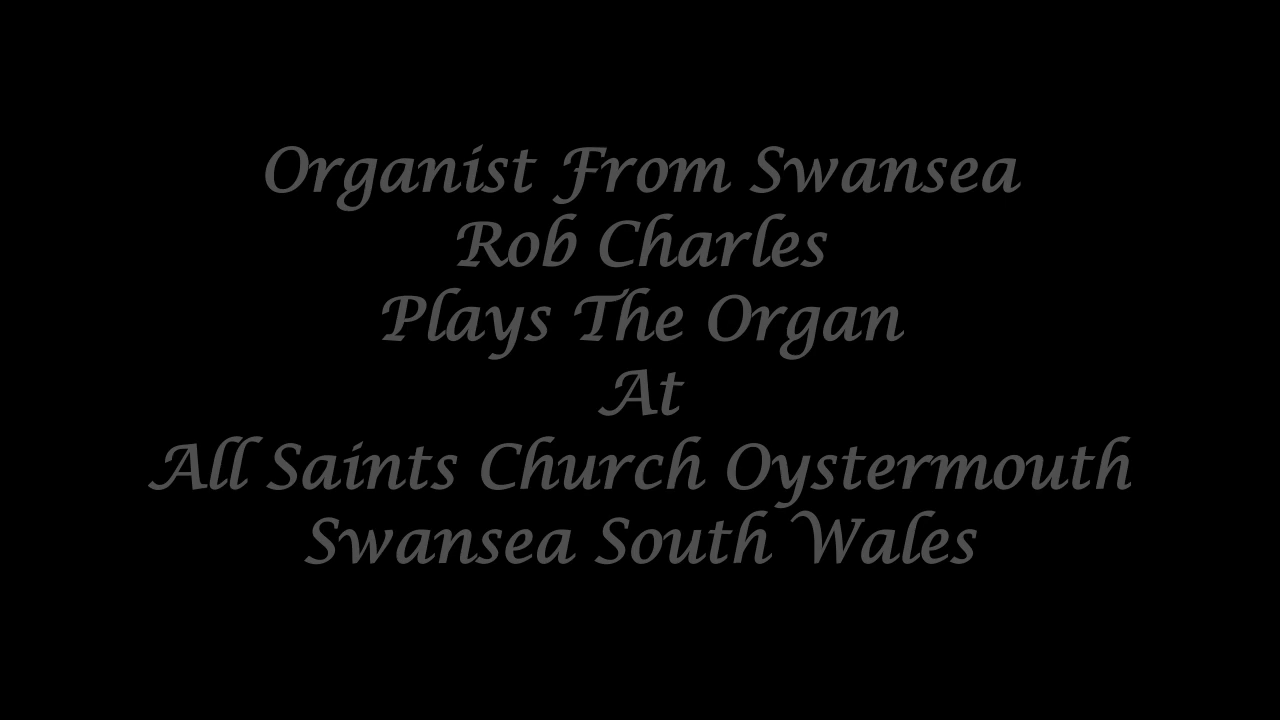 Organist From Swansea
Rob Charles
Plays The Organ
At
All Saints Church Oystermouth
Swansea South Wales